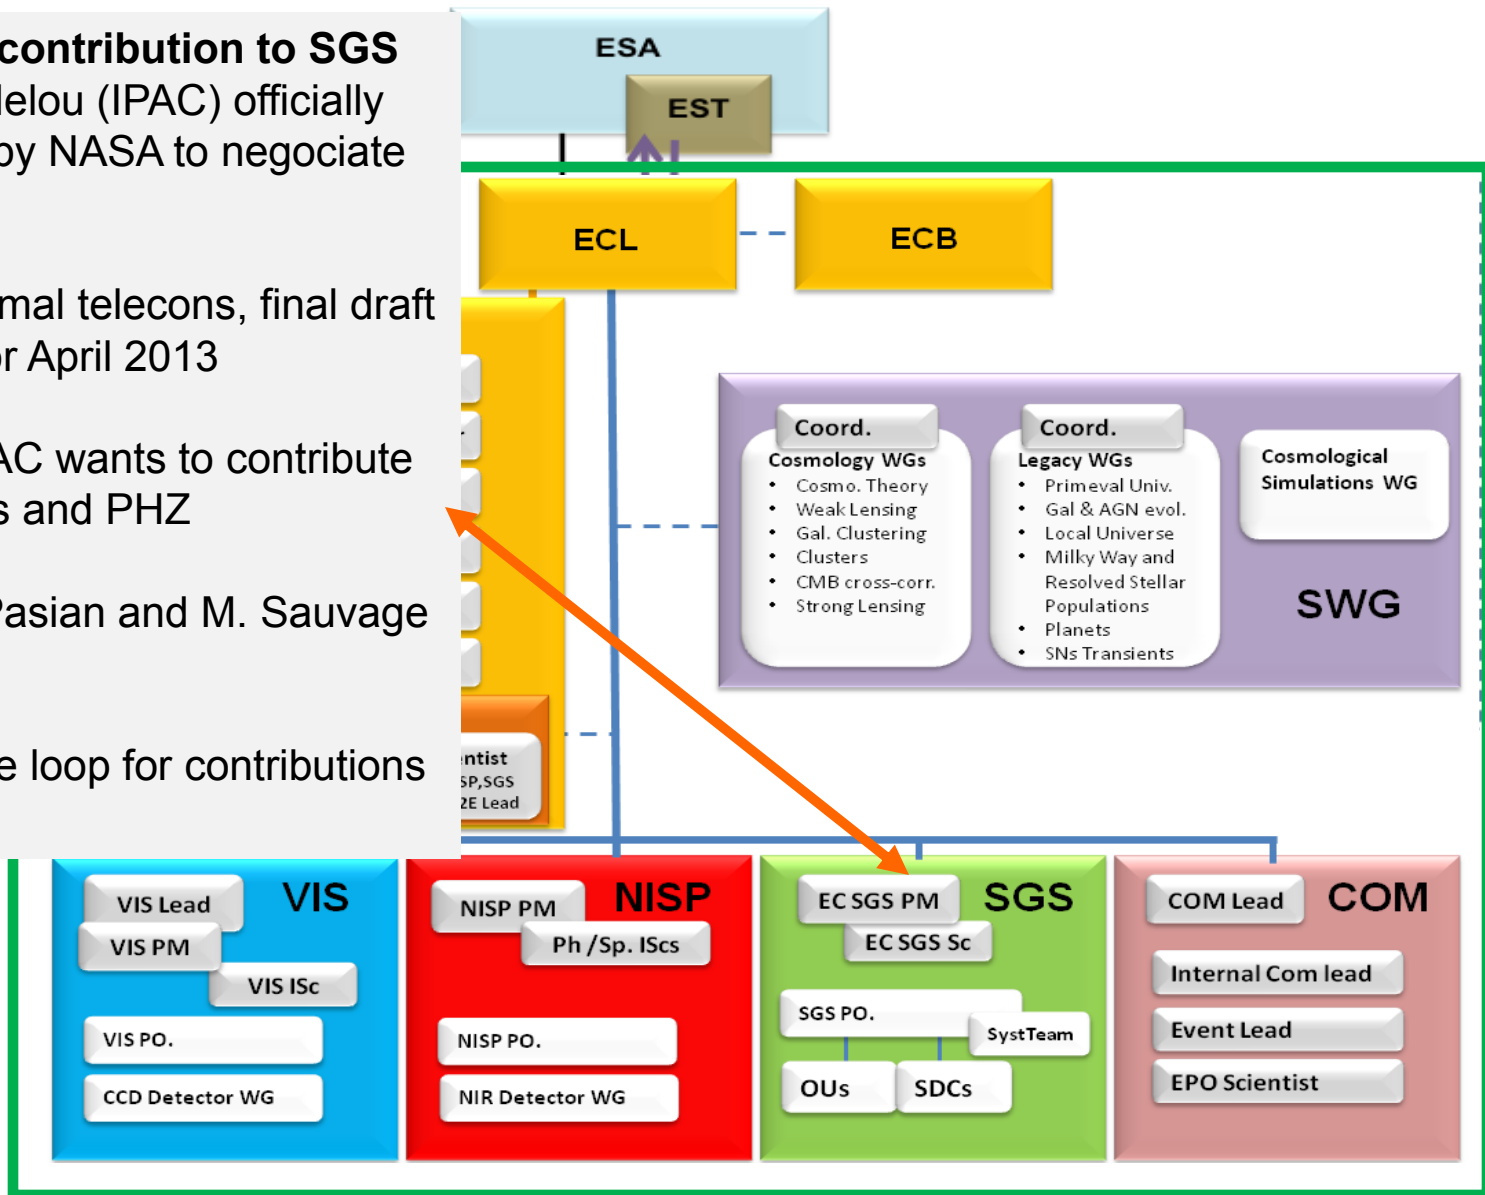 contribution to SGS
(IPAC) officially
by NASA to negociate
telecons, final draft
April 2013
wants to contribute
and PHZ
Pasian and M. Sauvage
loop for contributions
ESA
EST
ECL
ECB
SP,SGS
Lead
Coord.
Cosmology WGs
• Cosmo. Theory
• Weak Lensing
• Gal. Clustering
• Clusters
• CMB cross-corr.
• Strong Lensing
Coord.
Legacy WGs
• Primeval Univ.
• Gal & AGN evol.
• Local Universe
• Milky Way and
Resolved Stellar
Populations
• Planets
• SNs Transients
Cosmological
Simulations WG
SWG
VIS
VIS Lead
VIS PM
VIS ISc
VIS PO.
CCD Detector WG
NISP
NISP PM
Ph /Sp. IScs
NISP PO.
NIR Detector WG
SGS
EC SGS PM
EC SGS Sc
SGS PO.
SystTeam
OUs
SDCs
COM
COM Lead
Internal Com lead
Event Lead
EPO Scientist